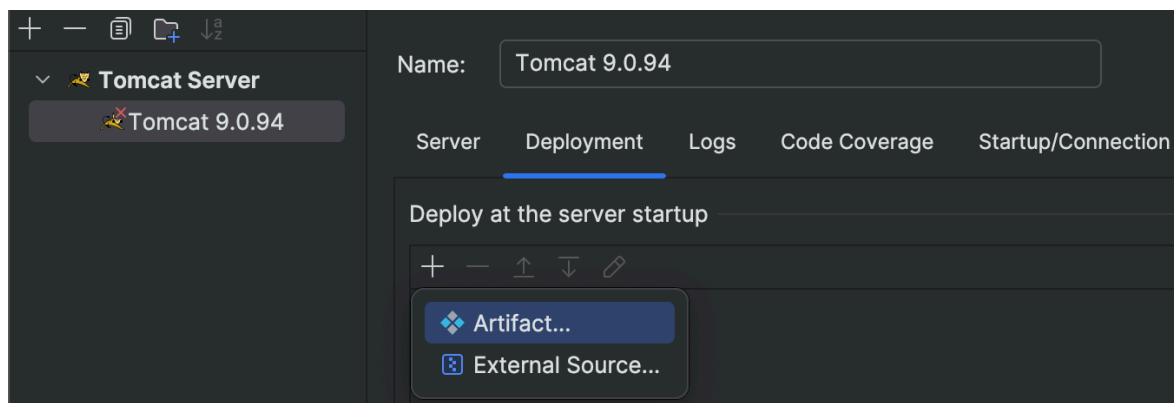 Tomcat Server
Tomcat 9.0.94
Name: Tomcat 9.0.94
Server Deployment Logs Code Coverage Startup/Connection
Deploy at the server startup
Artifact...
External Source...